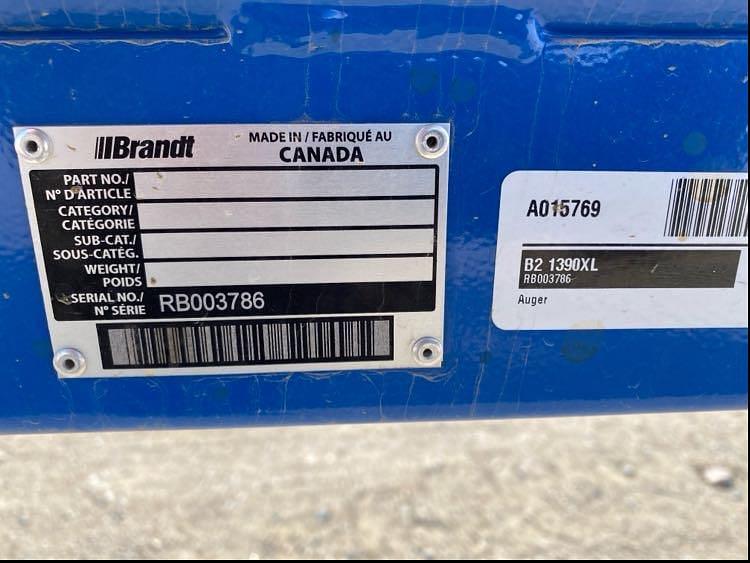 Brandt
MADE IN / FABRIQUÉ AU
CANADA
PART NO./
N° D'ARTICLE
CATEGORY/
CATÉGORIE
SUB-CAT./
SOUS-CATÉG.
WEIGHT/
POIDS
SERIAL NO./
N° SÉRIE
RB003786
A015769
B2 1390XL
RB003786
Auger